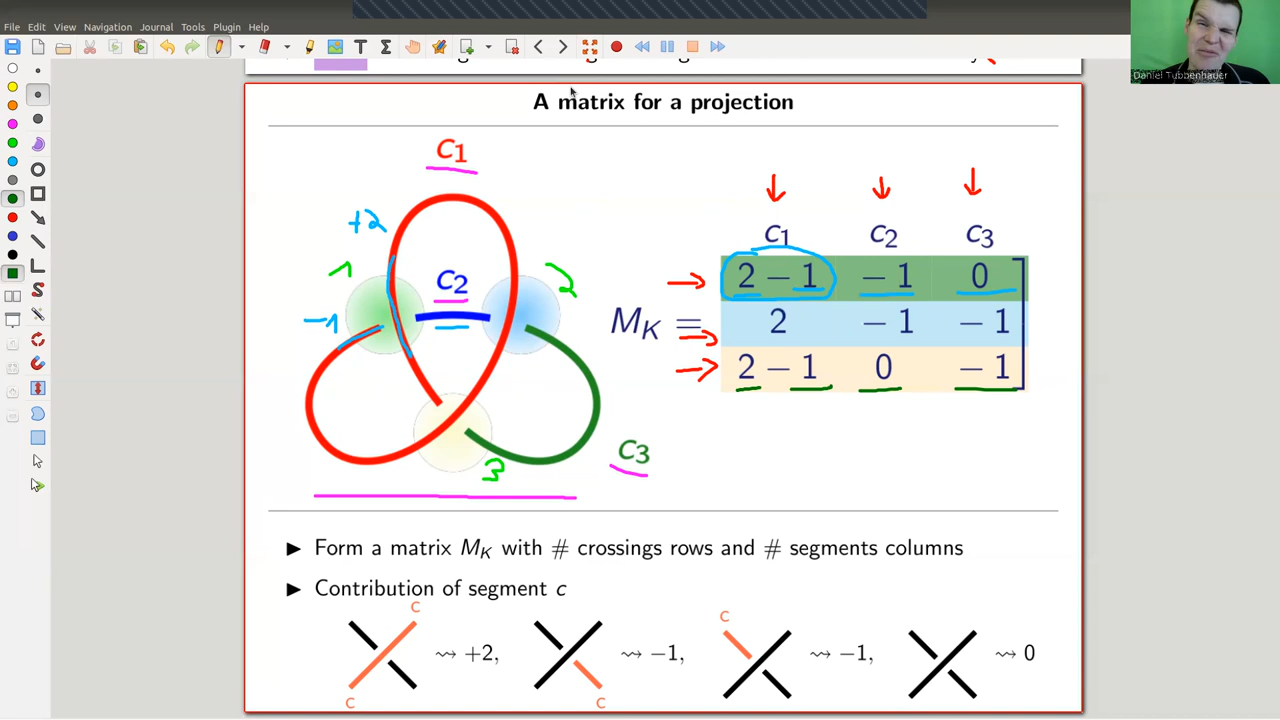 File Edit View Navigation Journal Tools Plugin Help
Daniel Tubbenhauer
A matrix for a projection
c1
+2
1
c2
2
−1
3
c3
c1 c2 c3
2 − 1 − 1 0
MK = 2 − 1 − 1
2 − 1 0 − 1
► Form a matrix MK with # crossings rows and # segments columns
► Contribution of segment c
c c
⇝ +2, ⇝ −1, ⇝ −1, ⇝ 0
c c